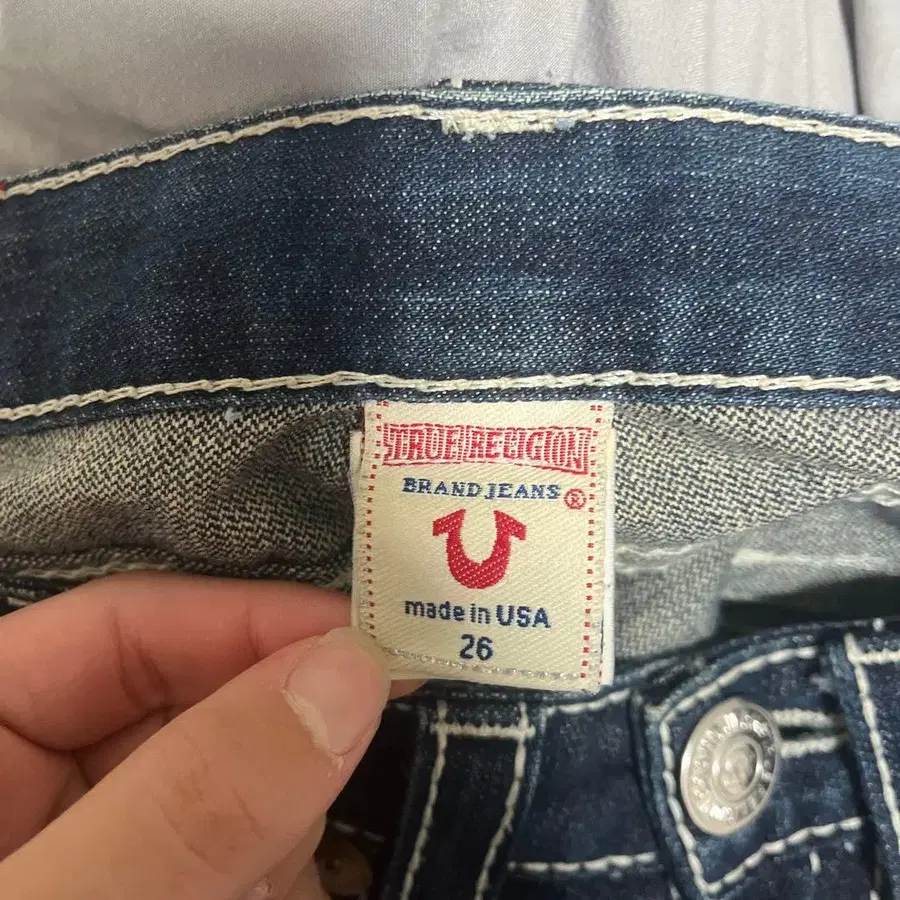 TRUE RELIGION
BRAND JEANS ®
made in USA
26